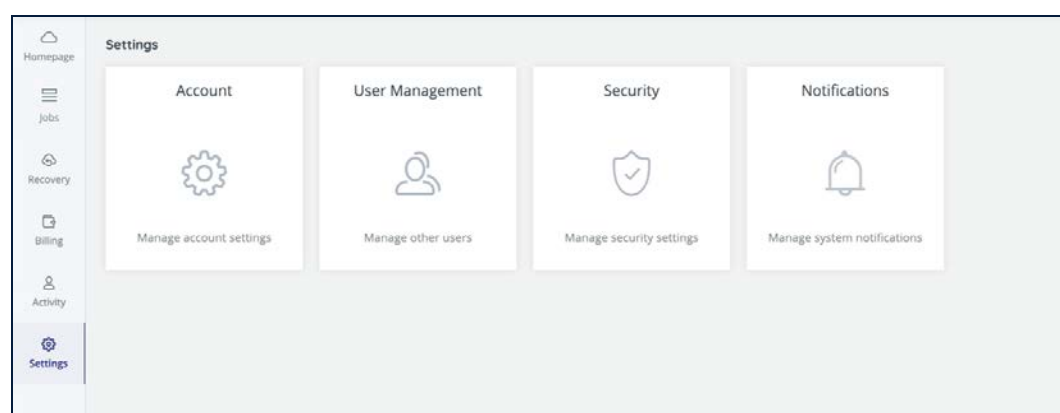 Homepage
Jobs
Recovery
Billing
Activity
Settings
Settings
Account
User Management
Security
Notifications
Manage account settings
Manage other users
Manage security settings
Manage system notifications